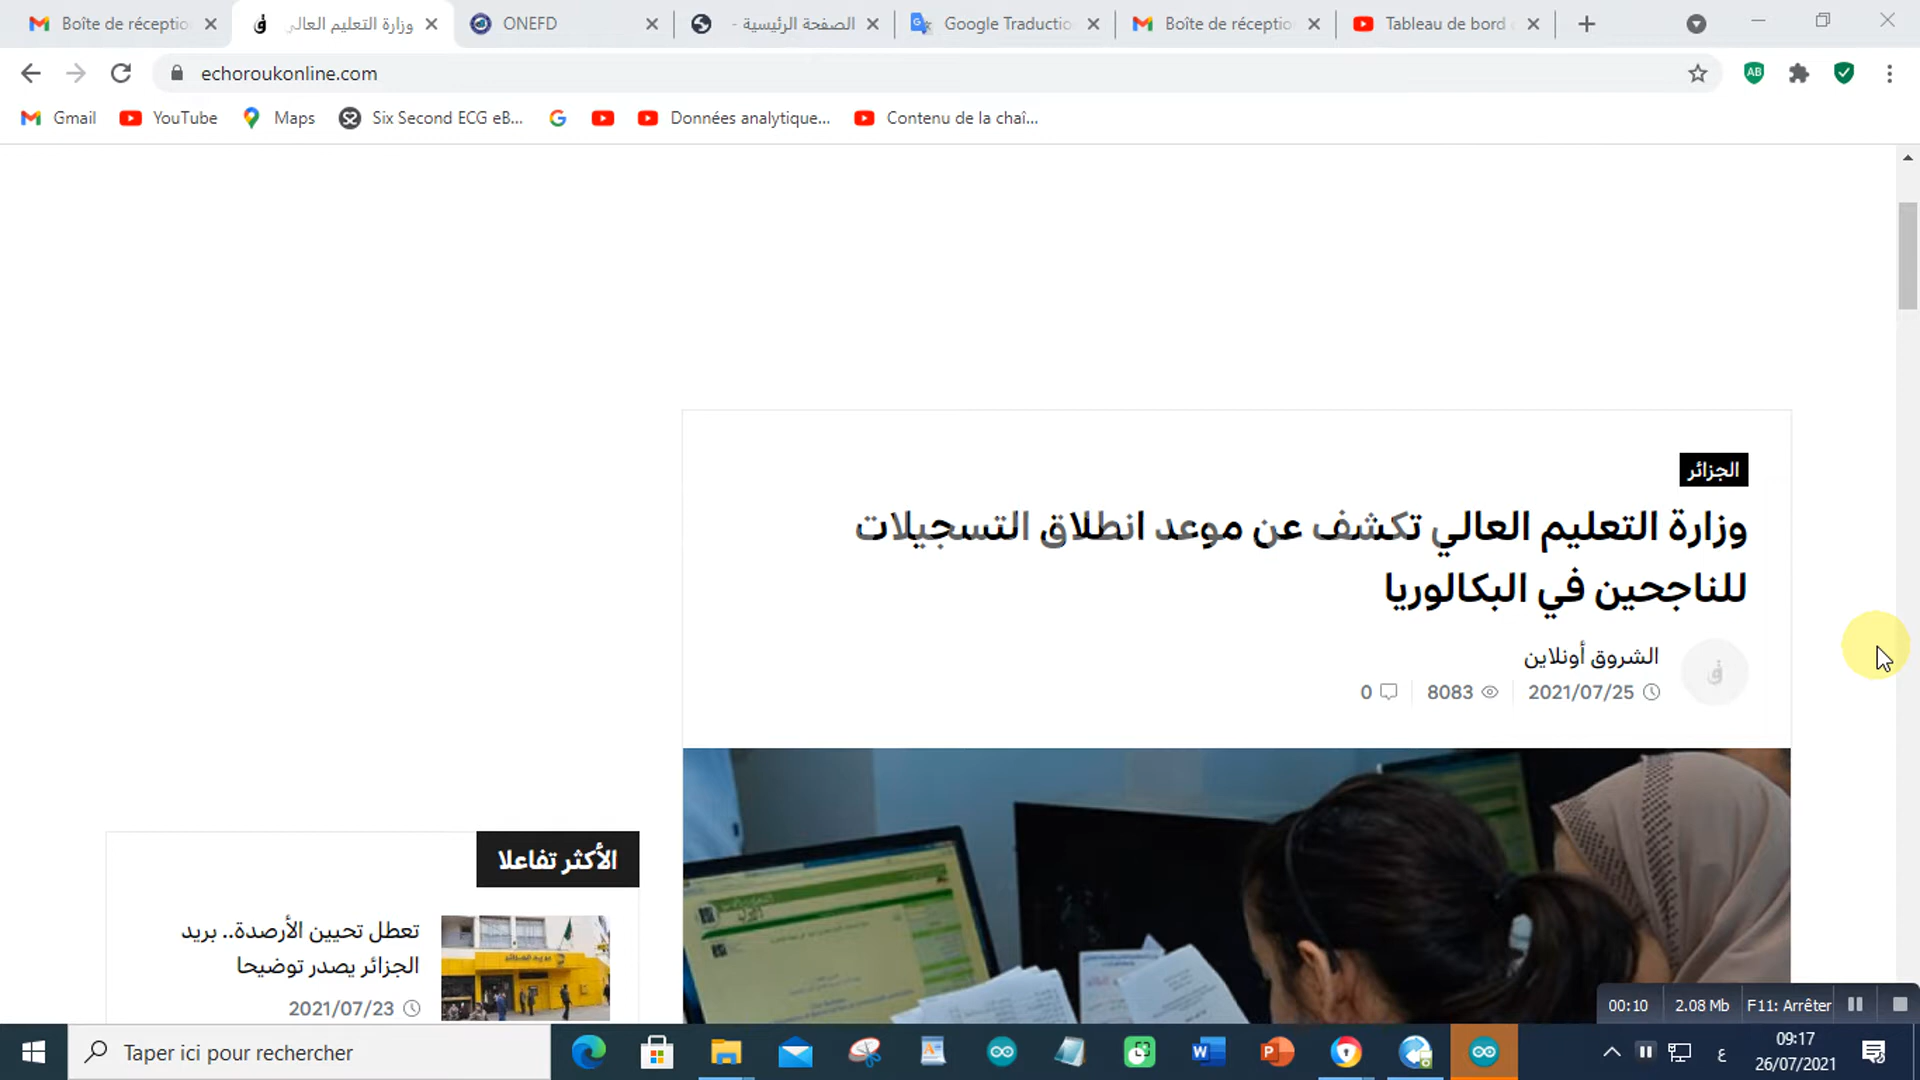 Boîte de réceptio
وزارة التعليم العالي
ONEFD
الصفحة الرئيسية -
Google Traductio
Boîte de réceptio
Tableau de bord
echoroukonline.com
AB
Gmail
YouTube
Maps
Six Second ECG eB...
Données analytique...
Contenu de la chaî...
الجزائر
وزارة التعليم العالي تكشف عن موعد انطلاق التسجيلات
للناجحين في البكالوريا
الشروق أونلاين
2021/07/25
8083
0
الأكثر تفاعلا
تعطل تحيين الأرصدة.. بريد
الجزائر يصدر توضيحا
2021/07/23
00:10
2.08 Mb
F11: Arrêter
Taper ici pour rechercher
ع
09:17
26/07/2021